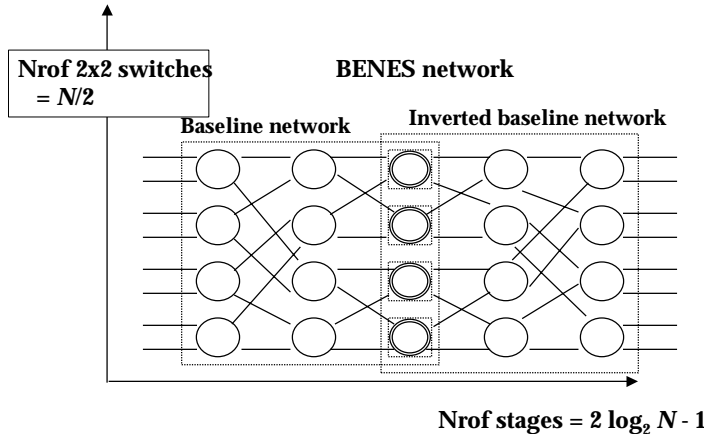 Nrof 2x2 switches
= N/2
BENES network
Baseline network
Inverted baseline network
Nrof stages = 2 log₂ N - 1